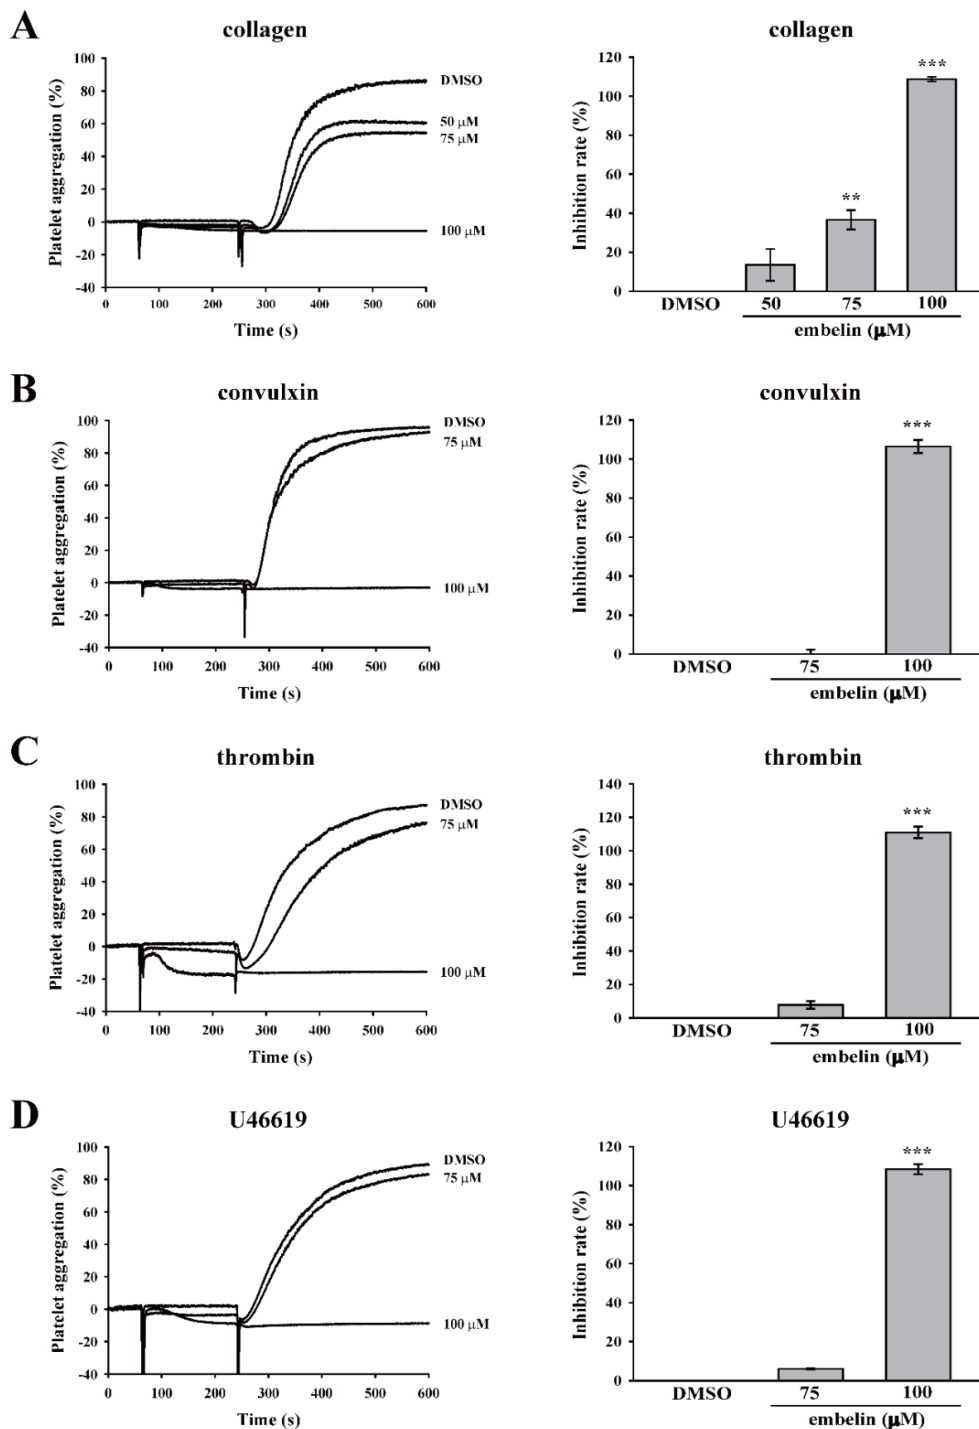 A
collagen
Platelet aggregation (%)
100
80
60
40
20
0
-20
-40
0 100 200 300 400 500 600
Time (s)
DMSO
50 μM
75 μM
100 μM
collagen
Inhibition rate (%)
120
100
80
60
40
20
0
**
***
DMSO 50 75 100
embelin (μM)
B
convulxin
Platelet aggregation (%)
100
80
60
40
20
0
-20
-40
0 100 200 300 400 500 600
Time (s)
DMSO
75 μM
100 μM
convulxin
Inhibition rate (%)
120
100
80
60
40
20
0
***
DMSO 75 100
embelin (μM)
C
thrombin
Platelet aggregation (%)
100
80
60
40
20
0
-20
-40
0 100 200 300 400 500 600
Time (s)
DMSO
75 μM
100 μM
thrombin
Inhibition rate (%)
140
120
100
80
60
40
20
0
***
DMSO 75 100
embelin (μM)
D
U46619
Platelet aggregation (%)
100
80
60
40
20
0
-20
-40
0 100 200 300 400 500 600
Time (s)
DMSO
75 μM
100 μM
U46619
Inhibition rate (%)
120
100
80
60
40
20
0
***
DMSO 75 100
embelin (μM)